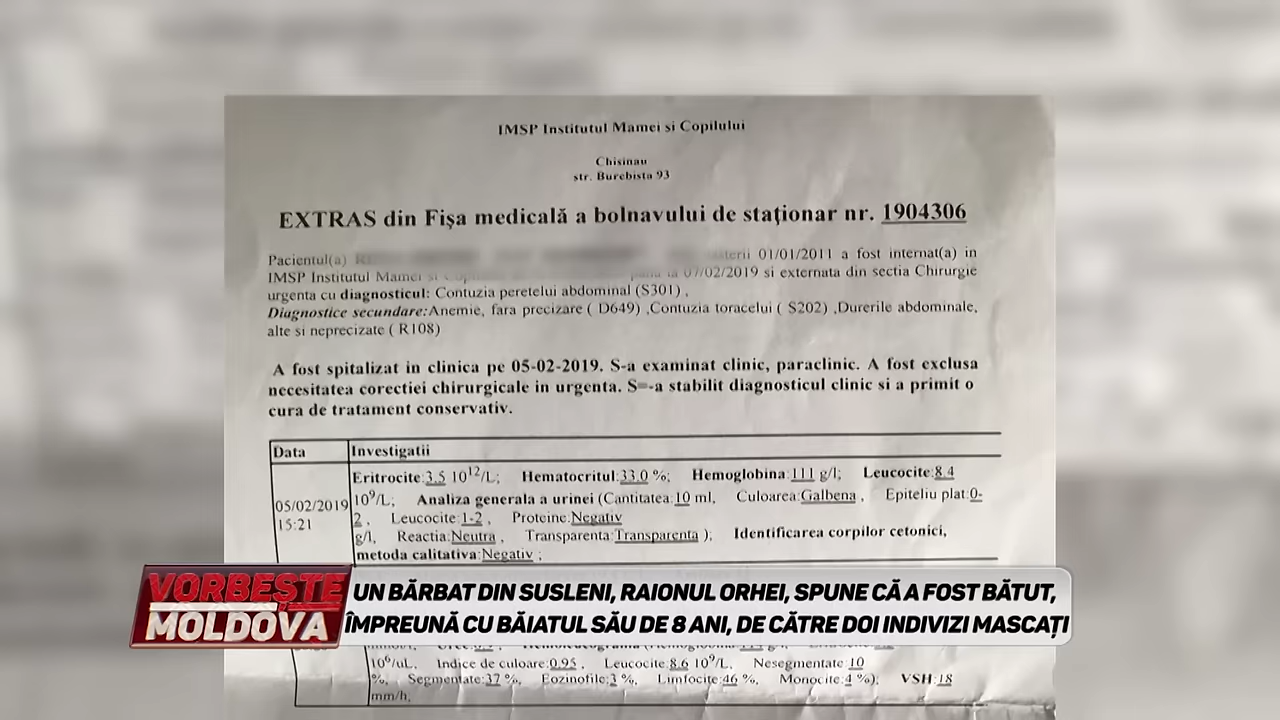 IMSP Institutul Mamei si Copilului
Chisinau
str. Burebista 93
EXTRAS din Fişa medicală a bolnavului de staţionar nr. 1904306
Pacientul(a) 01/01/2011 a fost internat(a) in
IMSP Institutul Mamei si la 07/02/2019 si externata din sectia Chirurgie
urgenta cu diagnosticul: Contuzia peretelui abdominal (S301) ,
Diagnostice secundare:Anemie, fara precizare ( D649) ,Contuzia toracelui ( S202) ,Durerile abdominale,
alte si neprecizate ( R108)
A fost spitalizat in clinica pe 05-02-2019. S-a examinat clinic, paraclinic. A fost exclusa
necesitatea corectiei chirurgicale in urgenta. S=-a stabilit diagnosticul clinic si a primit o
cura de tratament conservativ.
Data Investigatii
Eritrocite:3.5 10^12/L; Hematocritul:33.0 %; Hemoglobina:111 g/l; Leucocite:8.4
05/02/2019 10^9/L; Analiza generala a urinei (Cantitatea:10 ml, Culoarea:Galbena , Epiteliu plat:0-
15:21 2 , Leucocite:1-2 , Proteine:Negativ
g/l, Reactia:Neutra , Transparenta:Transparenta ); Identificarea corpilor cetonici,
metoda calitativa:Negativ ;
VORBEŞTE MOLDOVA
UN BĂRBAT DIN SUSLENI, RAIONUL ORHEI, SPUNE CĂ A FOST BĂTUT,
ÎMPREUNĂ CU BĂIATUL SĂU DE 8 ANI, DE CĂTRE DOI INDIVIZI MASCAȚI
10^6/uL, Indice de culoare:0.95 , Leucocite:8.6 10^9/L, Nesegmentate 10
%, Segmentate:37 %, Eozinofile:3 %, Limfocite:46 %, Monocite:4 %); VSH:18
mm/h,